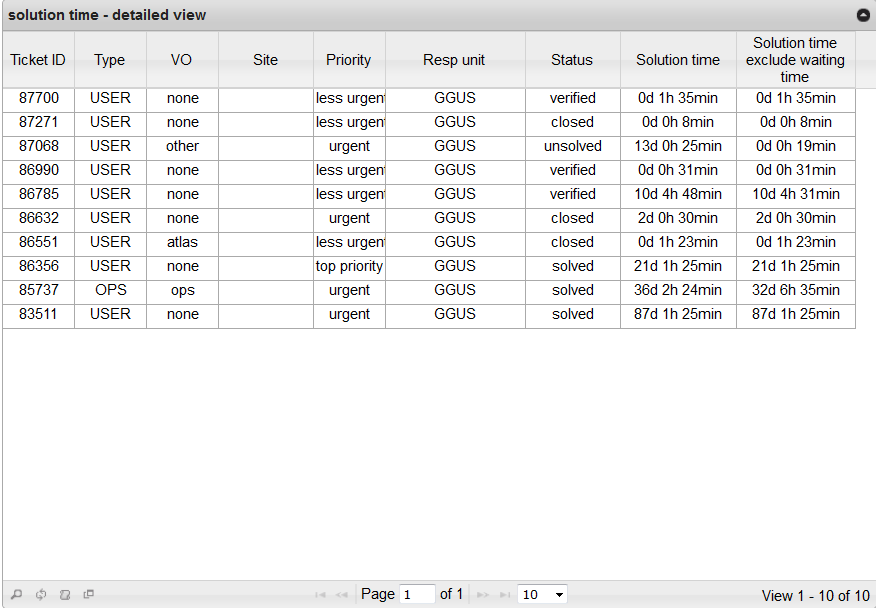 solution time - detailed view
Ticket ID Type VO Site Priority Resp unit Status Solution time Solution time exclude waiting time
87700 USER none less urgent GGUS verified 0d 1h 35min 0d 1h 35min
87271 USER none less urgent GGUS closed 0d 0h 8min 0d 0h 8min
87068 USER other urgent GGUS unsolved 13d 0h 25min 0d 0h 19min
86990 USER none less urgent GGUS verified 0d 0h 31min 0d 0h 31min
86785 USER none less urgent GGUS verified 10d 4h 48min 10d 4h 31min
86632 USER none urgent GGUS closed 2d 0h 30min 2d 0h 30min
86551 USER atlas less urgent GGUS closed 0d 1h 23min 0d 1h 23min
86356 USER none top priority GGUS solved 21d 1h 25min 21d 1h 25min
85737 OPS ops urgent GGUS solved 36d 2h 24min 32d 6h 35min
83511 USER none urgent GGUS solved 87d 1h 25min 87d 1h 25min
Page 1 of 1 10 View 1 - 10 of 10